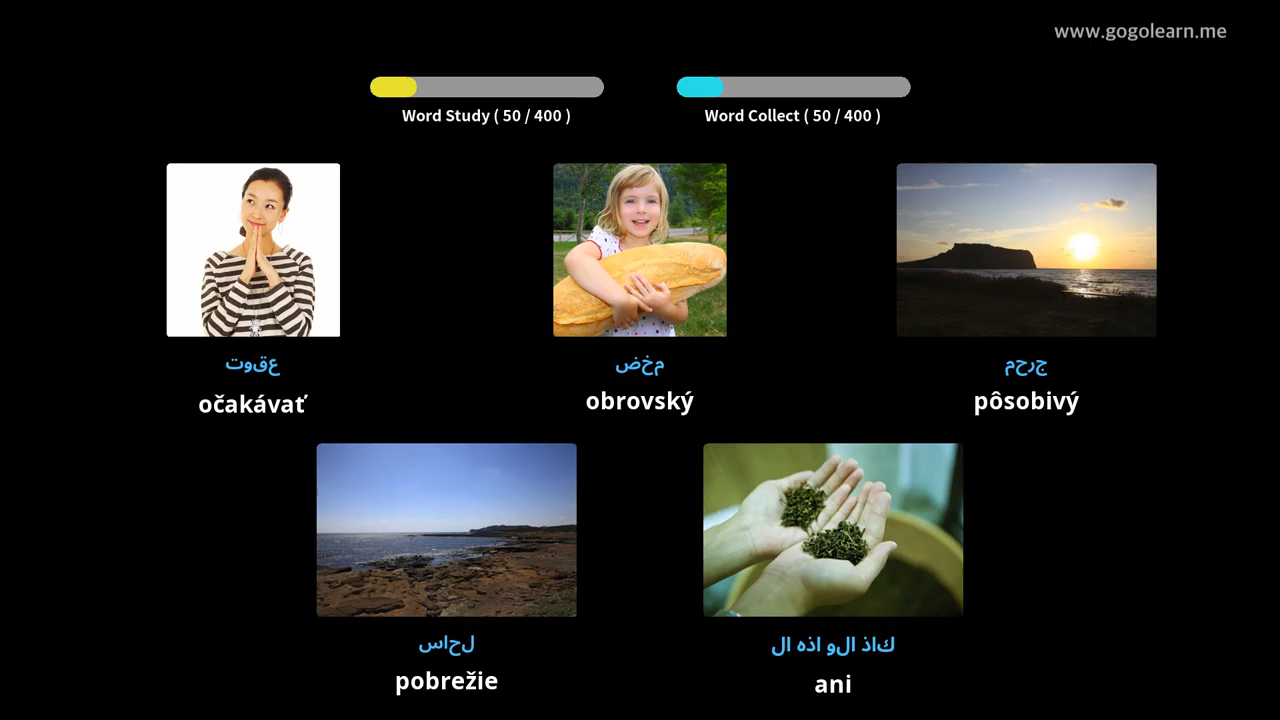 www.gogolearn.me
Word Study ( 50 / 400 )
Word Collect ( 50 / 400 )
عقوت
očakávať
مخض
obrovský
جرحم
pôsobivý
لحاس
pobrežie
كاذ الو اذه ال
ani